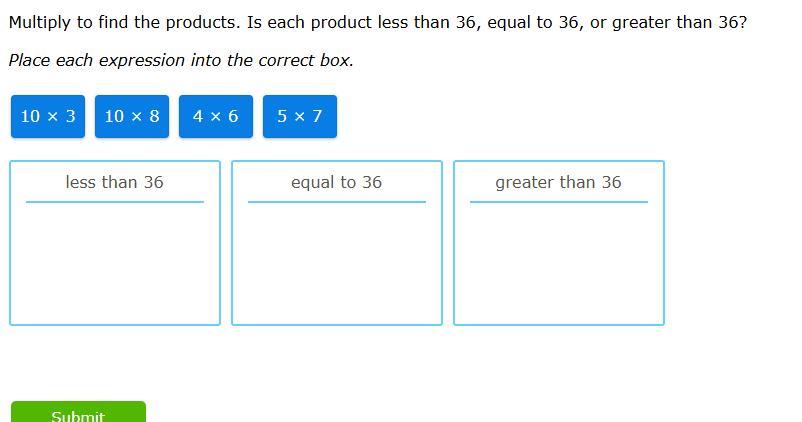 Multiply to find the products. Is each product less than 36, equal to 36, or greater than 36?
Place each expression into the correct box.
10 × 3 10 × 8 4 × 6 5 × 7
less than 36 equal to 36 greater than 36
Submit